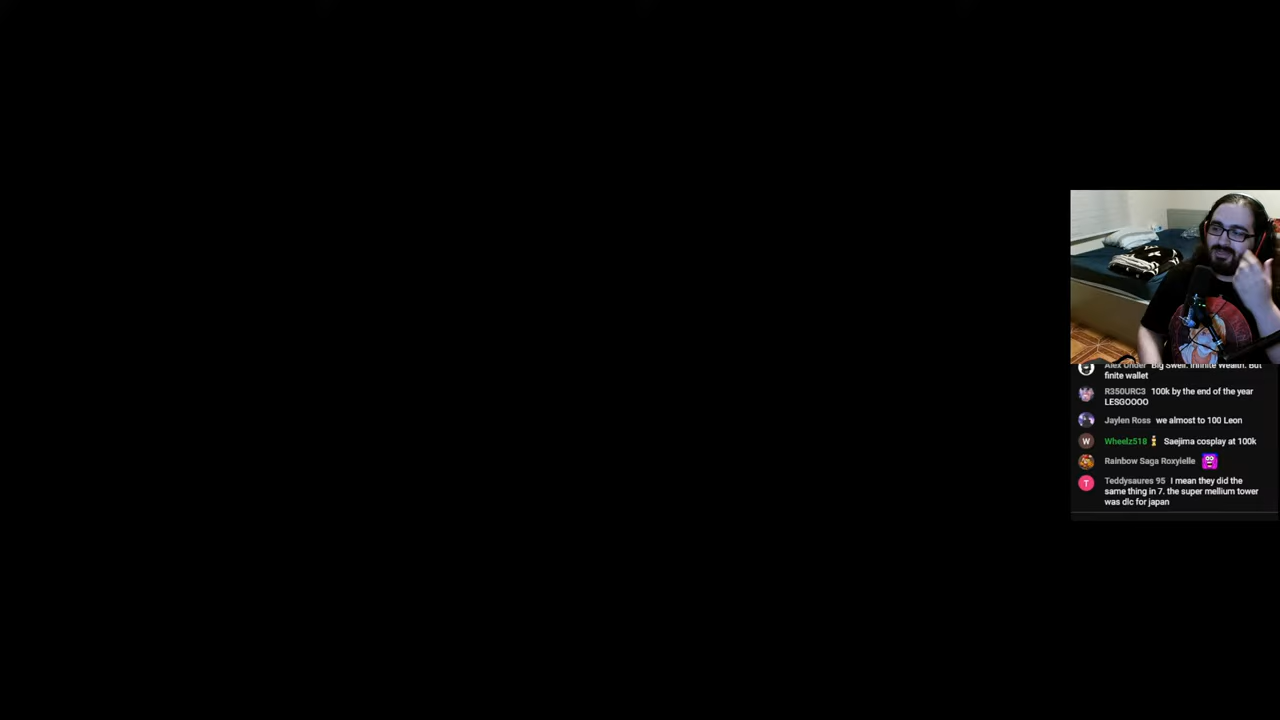 Alex Under Big Swell. Infinite Wealth. But
finite wallet
R350URC3 100k by the end of the year
LESGOOOO
Jaylen Ross we almost to 100 Leon
W Wheelz518 Saejima cosplay at 100k
Rainbow Saga Roxyielle
T Teddysaures 95 I mean they did the
same thing in 7. the super mellium tower
was dlc for japan